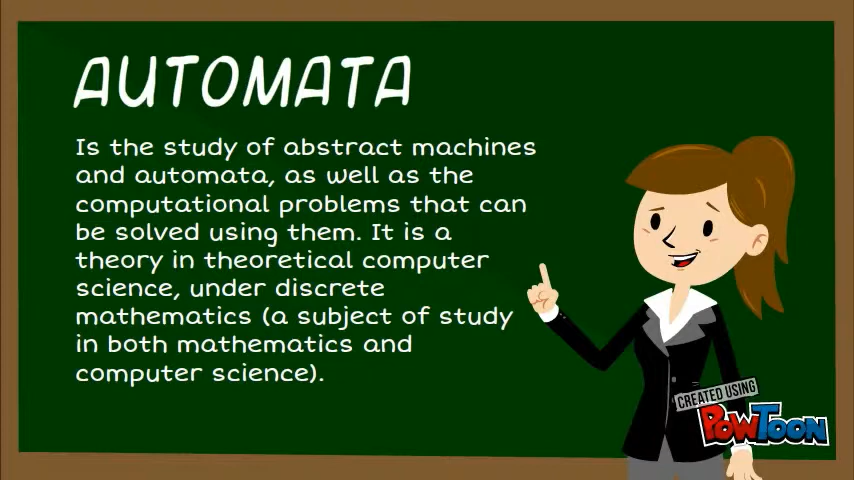 AUTOMATA
Is the study of abstract machines
and automata, as well as the
computational problems that can
be solved using them. It is a
theory in theoretical computer
science, under discrete
mathematics (a subject of study
in both mathematics and
computer science).
CREATED USING
POWTOON